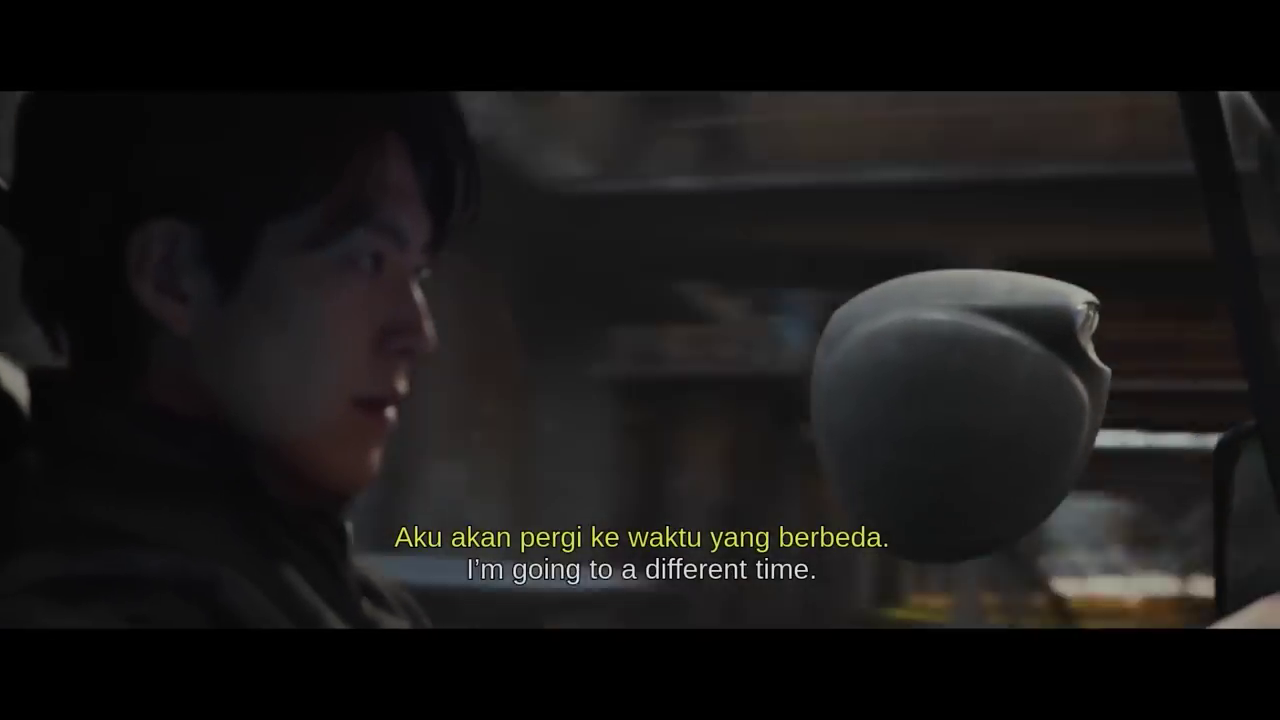 Aku akan pergi ke waktu yang berbeda.
I'm going to a different time.